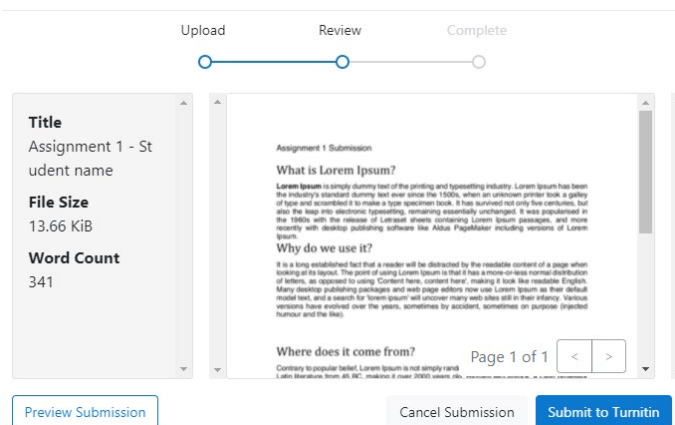 Upload
Review
Complete
Title
Assignment 1 - St
udent name
File Size
13.66 KiB
Word Count
341
Assignment 1 Submission
What is Lorem Ipsum?
Lorem Ipsum is simply dummy text of the printing and typesetting industry. Lorem Ipsum has been
the industry's standard dummy text ever since the 1500s, when an unknown printer took a galley
of type and scrambled it to make a type specimen book. It has survived not only five centuries, but
also the leap into electronic typesetting, remaining essentially unchanged. It was popularised in
the 1960s with the release of Letraset sheets containing Lorem Ipsum passages, and more
recently with desktop publishing software like Aldus PageMaker including versions of Lorem
Ipsum.
Why do we use it?
It is a long established fact that a reader will be distracted by the readable content of a page when
looking at its layout. The point of using Lorem Ipsum is that it has a more-or-less normal distribution
of letters, as opposed to using 'Content here, content here', making it look like readable English.
Many desktop publishing packages and web page editors now use Lorem Ipsum as their default
model text, and a search for 'lorem ipsum' will uncover many web sites still in their infancy. Various
versions have evolved over the years, sometimes by accident, sometimes on purpose (injected
humour and the like).
Where does it come from?
Contrary to popular belief, Lorem Ipsum is not simply rand
Latin literature from 45 BC, making it over 2000 years
Page 1 of 1 < >
Preview Submission
Cancel Submission
Submit to Turnitin